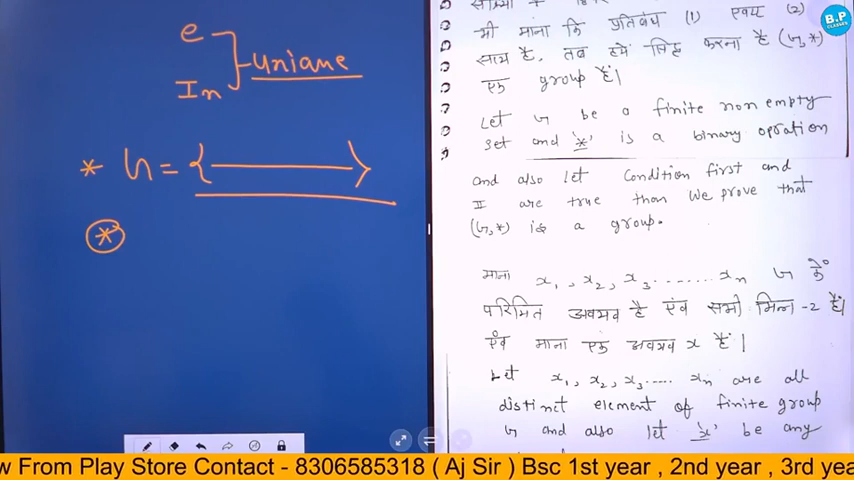 e
In
uniane
* G = {
*
B.P
CLASSES
भी माना कि प्रतिबंध (1) एवम (2)
सत्य है, तब हमें सिद्ध करना है (G,*)
एक group है।
Let G be a finite non empty
set and '*' is a binary opration
and also let Condition first and
II are true than We prove that
(G,*) is a group.
माना x₁, x₂, x₃ ....... xₙ G के
परिमित अवयव है एंव सभी भिन्न -2 हैं।
एंव माना एक अवयव x है।
Let x₁, x₂, x₃..... xₙ are all
distinct element of finite group
G and also let 'x' be any
w From Play Store Contact - 8306585318 ( Aj Sir ) Bsc 1st year , 2nd year , 3rd yea